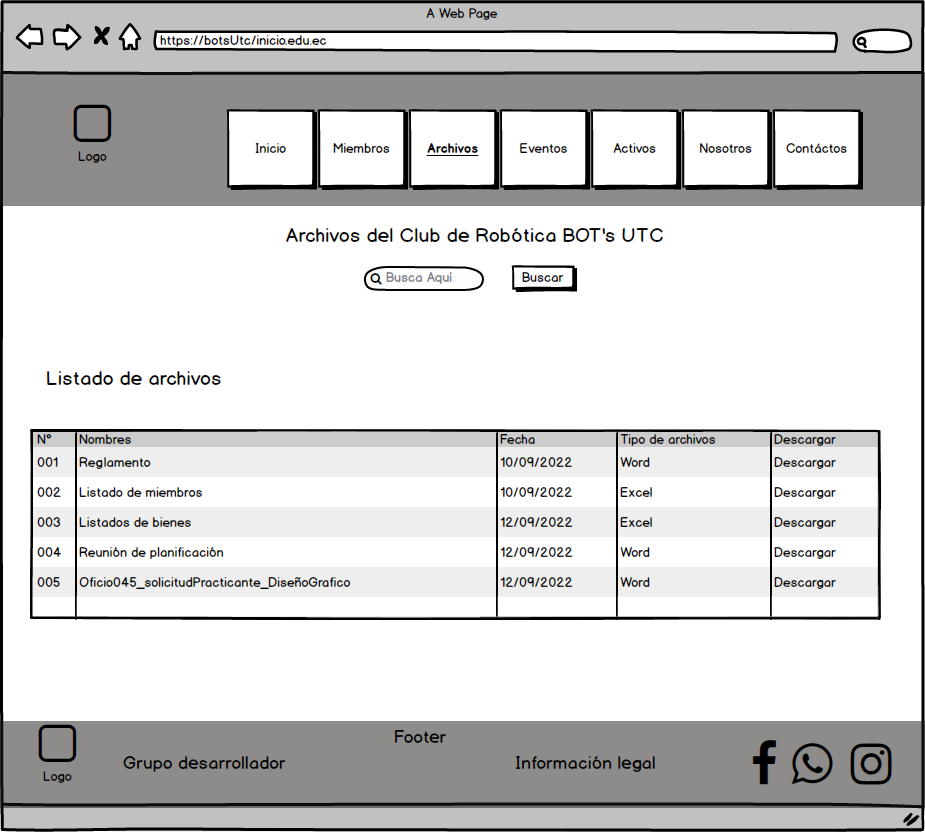 A Web Page
https://botsUtc/inicio.edu.ec
Logo
Inicio Miembros Archivos Eventos Activos Nosotros Contáctos
Archivos del Club de Robótica BOT's UTC
Busca Aquí Buscar
Listado de archivos
N° Nombres Fecha Tipo de archivos Descargar
001 Reglamento 10/09/2022 Word Descargar
002 Listado de miembros 10/09/2022 Excel Descargar
003 Listados de bienes 12/09/2022 Excel Descargar
004 Reunión de planificación 12/09/2022 Word Descargar
005 Oficio045_solicitudPracticante_DiseñoGrafico 12/09/2022 Word Descargar
Footer
Logo
Grupo desarrollador Información legal